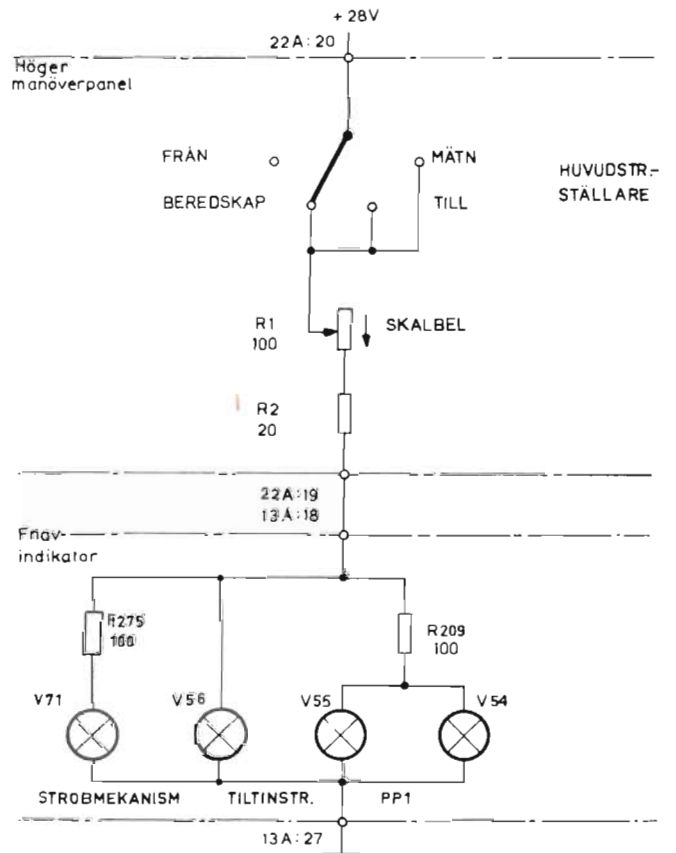 + 28V
22A:20
Höger
manöverpanel
FRÅN
MÄTN
HUVUDSTR.-
STÄLLARE
BEREDSKAP
TILL
R1
100
SKALBEL
R2
20
22A:19
13A:18
Fnav-
indikator
R275
100
R209
100
V71
V56
V55
V54
STROBMEKANISM
TILTINSTR.
PP1
13A:27